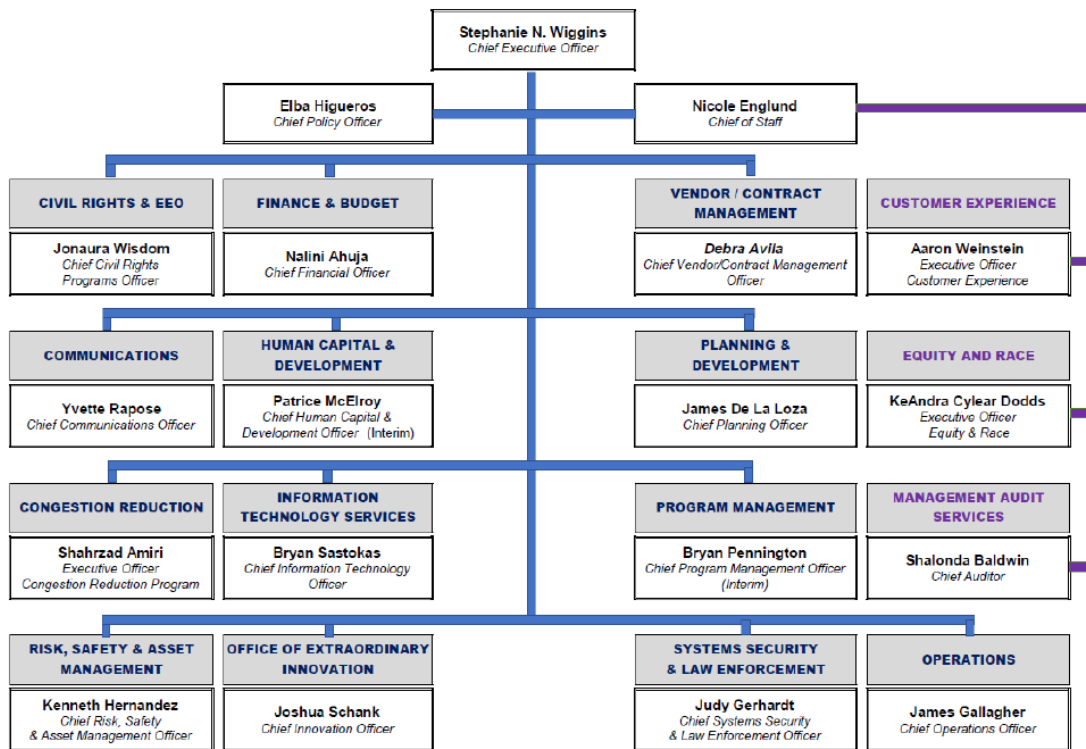 Stephanie N. Wiggins
Chief Executive Officer
Elba Higueros
Chief Policy Officer
Nicole Englund
Chief of Staff
CIVIL RIGHTS & EEO
Jonaura Wisdom
Chief Civil Rights
Programs Officer
FINANCE & BUDGET
Nalini Ahuja
Chief Financial Officer
VENDOR / CONTRACT
MANAGEMENT
Debra Avila
Chief Vendor/Contract Management
Officer
CUSTOMER EXPERIENCE
Aaron Weinstein
Executive Officer
Customer Experience
COMMUNICATIONS
Yvette Rapose
Chief Communications Officer
HUMAN CAPITAL &
DEVELOPMENT
Patrice McElroy
Chief Human Capital &
Development Officer (Interim)
PLANNING &
DEVELOPMENT
James De La Loza
Chief Planning Officer
EQUITY AND RACE
KeAndra Cylear Dodds
Executive Officer
Equity & Race
CONGESTION REDUCTION
Shahrzad Amiri
Executive Officer
Congestion Reduction Program
INFORMATION
TECHNOLOGY SERVICES
Bryan Sastokas
Chief Information Technology
Officer
PROGRAM MANAGEMENT
Bryan Pennington
Chief Program Management Officer
(Interim)
MANAGEMENT AUDIT
SERVICES
Shalonda Baldwin
Chief Auditor
RISK, SAFETY & ASSET
MANAGEMENT
Kenneth Hernandez
Chief Risk, Safety
& Asset Management Officer
OFFICE OF EXTRAORDINARY
INNOVATION
Joshua Schank
Chief Innovation Officer
SYSTEMS SECURITY
& LAW ENFORCEMENT
Judy Gerhardt
Chief Systems Security
& Law Enforcement Officer
OPERATIONS
James Gallagher
Chief Operations Officer